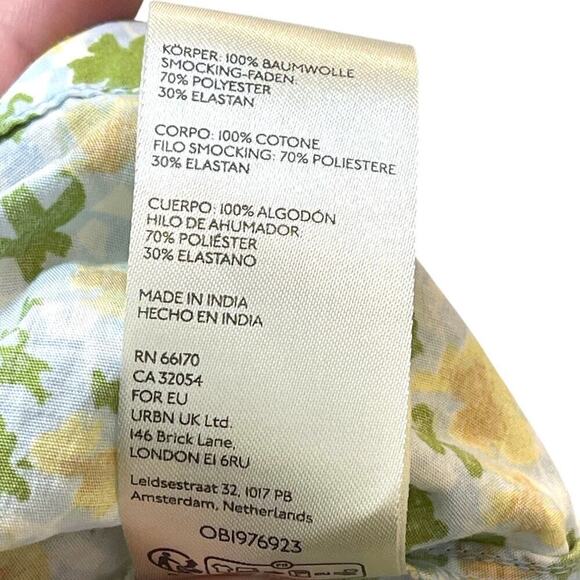 KÖRPER: 100% BAUMWOLLE
SMOCKING-FADEN:
70% POLYESTER
30% ELASTAN
CORPO: 100% COTONE
FILO SMOCKING: 70% POLIESTERE
30% ELASTAN
CUERPO: 100% ALGODÓN
HILO DE AHUMADOR:
70% POLIÉSTER
30% ELASTANO
MADE IN INDIA
HECHO EN INDIA
RN 66170
CA 32054
FOR EU
URBN UK Ltd.
146 Brick Lane,
LONDON E1 6RU
Leidsestraat 32, 1017 PB
Amsterdam, Netherlands
OB1976923